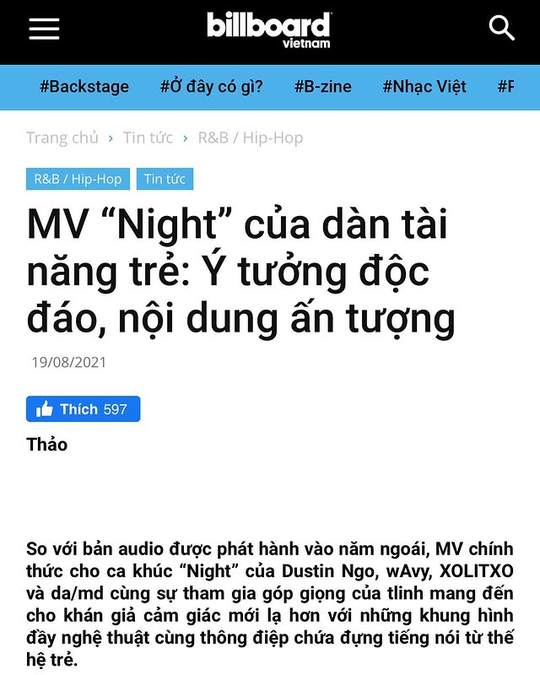 billboard
vietnam
#Backstage #Ở đây có gì? #B-zine #Nhạc Việt
Trang chủ › Tin tức › R&B / Hip-Hop
R&B / Hip-Hop Tin tức
MV “Night” của dàn tài
năng trẻ: Ý tưởng độc
đáo, nội dung ấn tượng
19/08/2021
Thích 597
Thảo
So với bản audio được phát hành vào năm ngoái, MV chính
thức cho ca khúc “Night” của Dustin Ngo, wAvy, XOLITXO
và da/md cùng sự tham gia góp giọng của tlinh mang đến
cho khán giả cảm giác mới lạ hơn với những khung hình
đầy nghệ thuật cùng thông điệp chứa đựng tiếng nói từ thế
hệ trẻ.